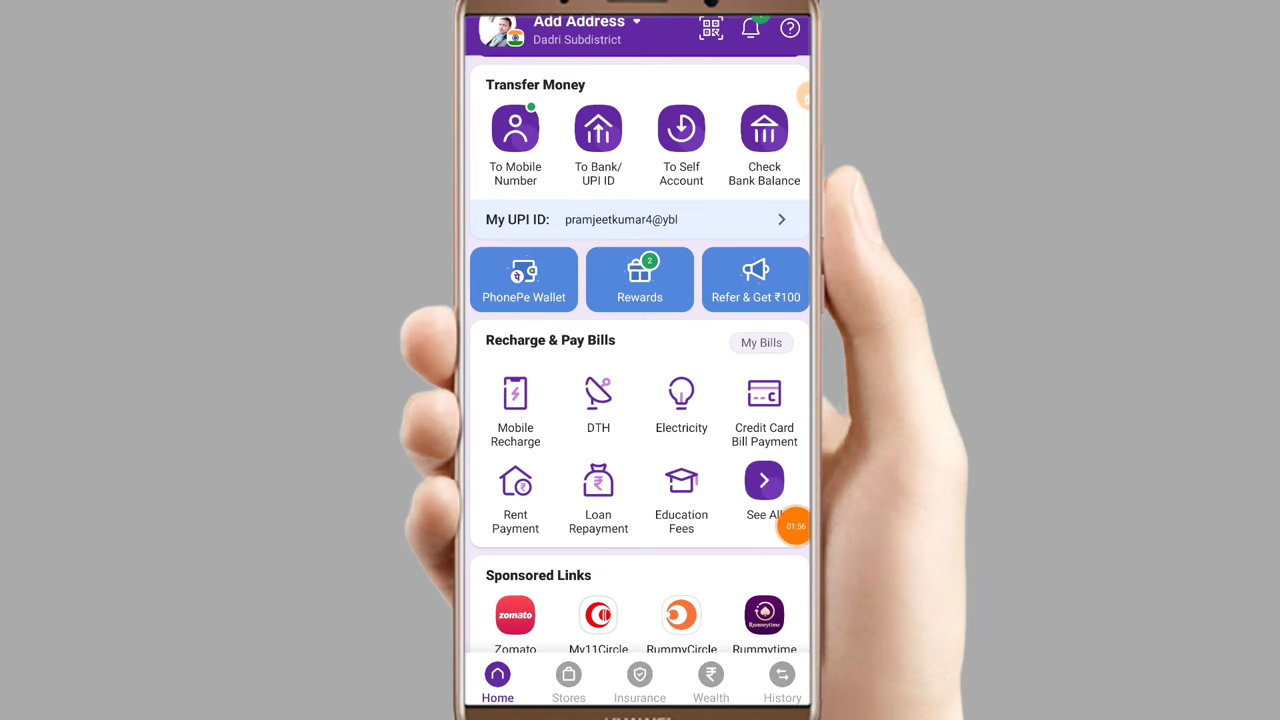 Add Address
Dadri Subdistrict
Transfer Money
To Mobile
Number
To Bank/
UPI ID
To Self
Account
Check
Bank Balance
My UPI ID: pramjeetkumar4@ybl
PhonePe Wallet
2
Rewards
Refer & Get ₹100
Recharge & Pay Bills
My Bills
Mobile
Recharge
DTH
Electricity
Credit Card
Bill Payment
Rent
Payment
Loan
Repayment
Education
Fees
See All
01:56
Sponsored Links
zomato
Rummytime
Zomato
My11Circle
RummyCircle
Rummytime
Home
Stores
Insurance
Wealth
History